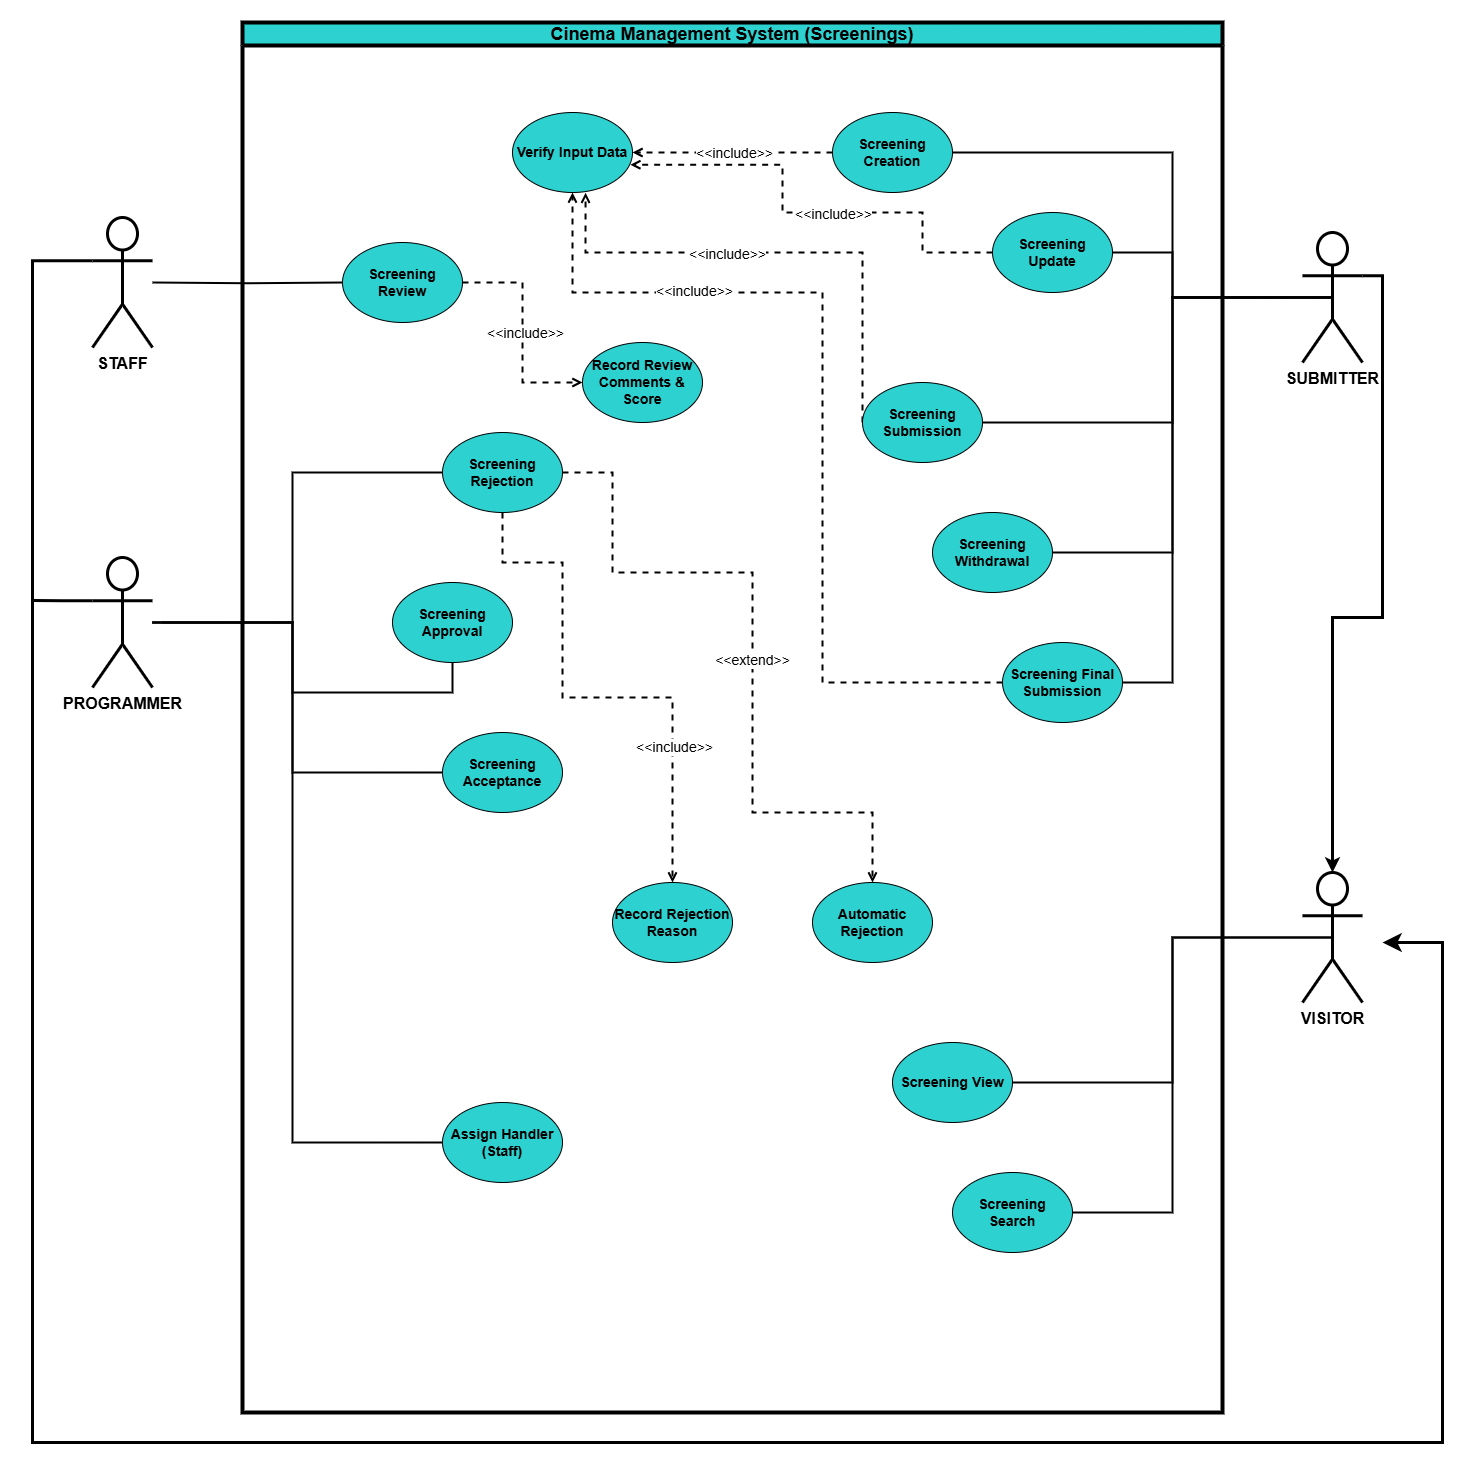 Cinema Management System (Screenings)
Verify Input Data
<<include>>
Screening
Creation
<<include>>
Screening
Update
<<include>>
<<include>>
Screening
Review
STAFF
SUBMITTER
<<include>>
Record Review
Comments &
Score
Screening
Submission
Screening
Rejection
Screening
Withdrawal
Screening
Approval
<<extend>>
Screening Final
Submission
PROGRAMMER
<<include>>
Screening
Acceptance
Record Rejection
Reason
Automatic
Rejection
VISITOR
Screening View
Assign Handler
(Staff)
Screening
Search